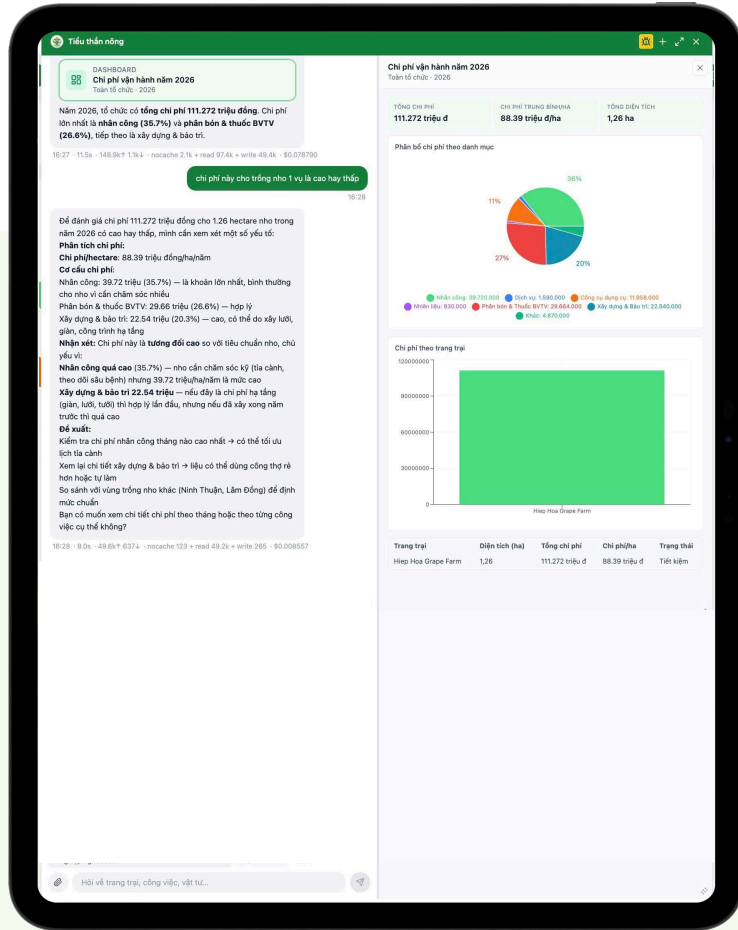 Tiểu thần nông
DASHBOARD
Chi phí vận hành năm 2026
Toàn tổ chức · 2026
Năm 2026, tổ chức có tổng chi phí 111.272 triệu đồng. Chi phí
lớn nhất là nhân công (35.7%) và phân bón & thuốc BVTV
(26.6%), tiếp theo là xây dựng & bảo trì.
16:27 · 11.5s · 148.9k↑ 1.1k↓ · nocache 2.1k + read 97.4k + write 49.4k · $0.078790
chi phí này cho trồng nho 1 vụ là cao hay thấp
16:28
Để đánh giá chi phí 111.272 triệu đồng cho 1.26 hectare nho trong
năm 2026 có cao hay thấp, mình cần xem xét một số yếu tố:
Phân tích chi phí:
Chi phí/hectare: 88.39 triệu đồng/ha/năm
Cơ cấu chi phí:
Nhân công: 39.72 triệu (35.7%) — là khoản lớn nhất, bình thường
cho nho vì cần chăm sóc nhiều
Phân bón & thuốc BVTV: 29.66 triệu (26.6%) — hợp lý
Xây dựng & bảo trì: 22.54 triệu (20.3%) — cao, có thể do xây lưới,
giàn, công trình hạ tầng
Nhận xét: Chi phí này là tương đối cao so với tiêu chuẩn nho, chủ
yếu vì:
Nhân công quá cao (35.7%) — nho cần chăm sóc kỹ (tỉa cành,
theo dõi sâu bệnh) nhưng 39.72 triệu/ha/năm là mức cao
Xây dựng & bảo trì 22.54 triệu — nếu đây là chi phí hạ tầng
(giàn, lưới, tưới) thì hợp lý lần đầu, nhưng nếu đã xây xong năm
trước thì quá cao
Đề xuất:
Kiểm tra chi phí nhân công tháng nào cao nhất → có thể tối ưu
lịch tỉa cành
Xem lại chi tiết xây dựng & bảo trì → liệu có thể dùng công thợ rẻ
hơn hoặc tự làm
So sánh với vùng trồng nho khác (Ninh Thuận, Lâm Đồng) để định
mức chuẩn
Bạn có muốn xem chi tiết chi phí theo tháng hoặc theo từng công
việc cụ thể không?
16:28 · 8.0s · 49.6k↑ 637↓ · nocache 123 + read 49.2k + write 265 · $0.008557
Hỏi về trang trại, công việc, vật tư...
Chi phí vận hành năm 2026
Toàn tổ chức · 2026
TỔNG CHI PHÍ
111.272 triệu đ
CHI PHÍ TRUNG BÌNH/HA
88.39 triệu đ/ha
TỔNG DIỆN TÍCH
1,26 ha
Phân bổ chi phí theo danh mục
36%
11%
27%
20%
Nhân công: 39.720.000 Dịch vụ: 1.590.000 Công cụ dụng cụ: 11.958.000
Nhiên liệu: 930.000 Phân bón & Thuốc BVTV: 29.664.000 Xây dựng & Bảo trì: 22.540.000
Khác: 4.870.000
Chi phí theo trang trại
120000000
90000000
60000000
30000000
0
Hiep Hoa Grape Farm
Trang trại Diện tích (ha) Tổng chi phí Chi phí/ha Trạng thái
Hiep Hoa Grape Farm 1,26 111.272 triệu đ 88.39 triệu đ Tiết kiệm